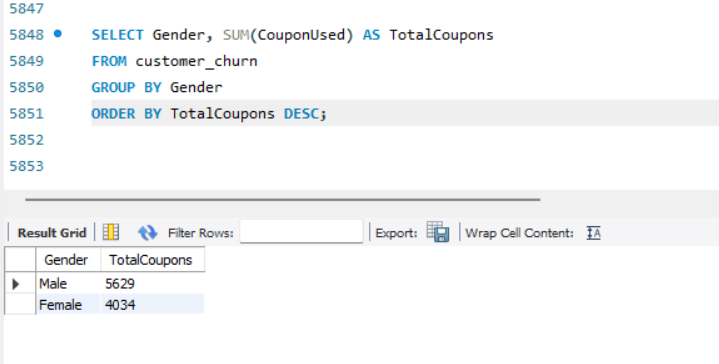 5847
5848 SELECT Gender, SUM(CouponUsed) AS TotalCoupons
5849 FROM customer_churn
5850 GROUP BY Gender
5851 ORDER BY TotalCoupons DESC;
5852
5853
Result Grid Filter Rows: Export: Wrap Cell Content: IA
Gender TotalCoupons
Male 5629
Female 4034